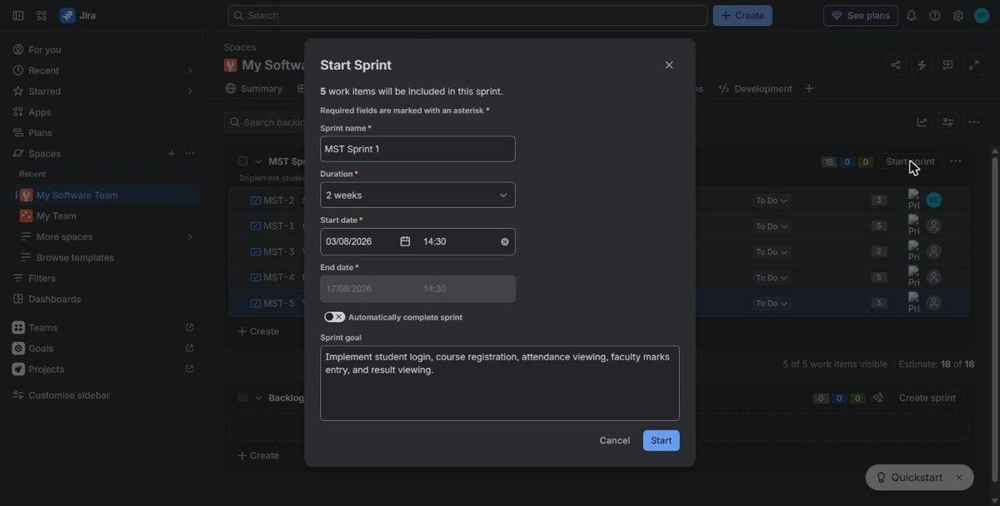 Jira
Search
+ Create
See plans
For you
Recent
Starred
Apps
Plans
Spaces
Recent
My Software Team
My Team
More spaces
Browse templates
Filters
Dashboards
Teams
Goals
Projects
Customise sidebar
Spaces
My Softwa
Summary
ns
Development
Search backlo
MST Sp
18 0 0
Start sprint
Implement stude
MST-2 S
To Do
3
Pri
EE
MST-1
To Do
5
Pri
MST-3 V
To Do
2
Pri
MST-4
To Do
5
Pri
MST-5 V
To Do
3
Pri
+ Create
5 of 5 work items visible
Estimate: 18 of 18
Backlog
0 0 0
Create sprint
+ Create
Quickstart
Start Sprint
5 work items will be included in this sprint.
Required fields are marked with an asterisk *
Sprint name *
MST Sprint 1
Duration *
2 weeks
Start date *
03/08/2026 14:30
End date *
17/08/2026 14:30
Automatically complete sprint
Sprint goal
Implement student login, course registration, attendance viewing, faculty marks
entry, and result viewing.
Cancel
Start